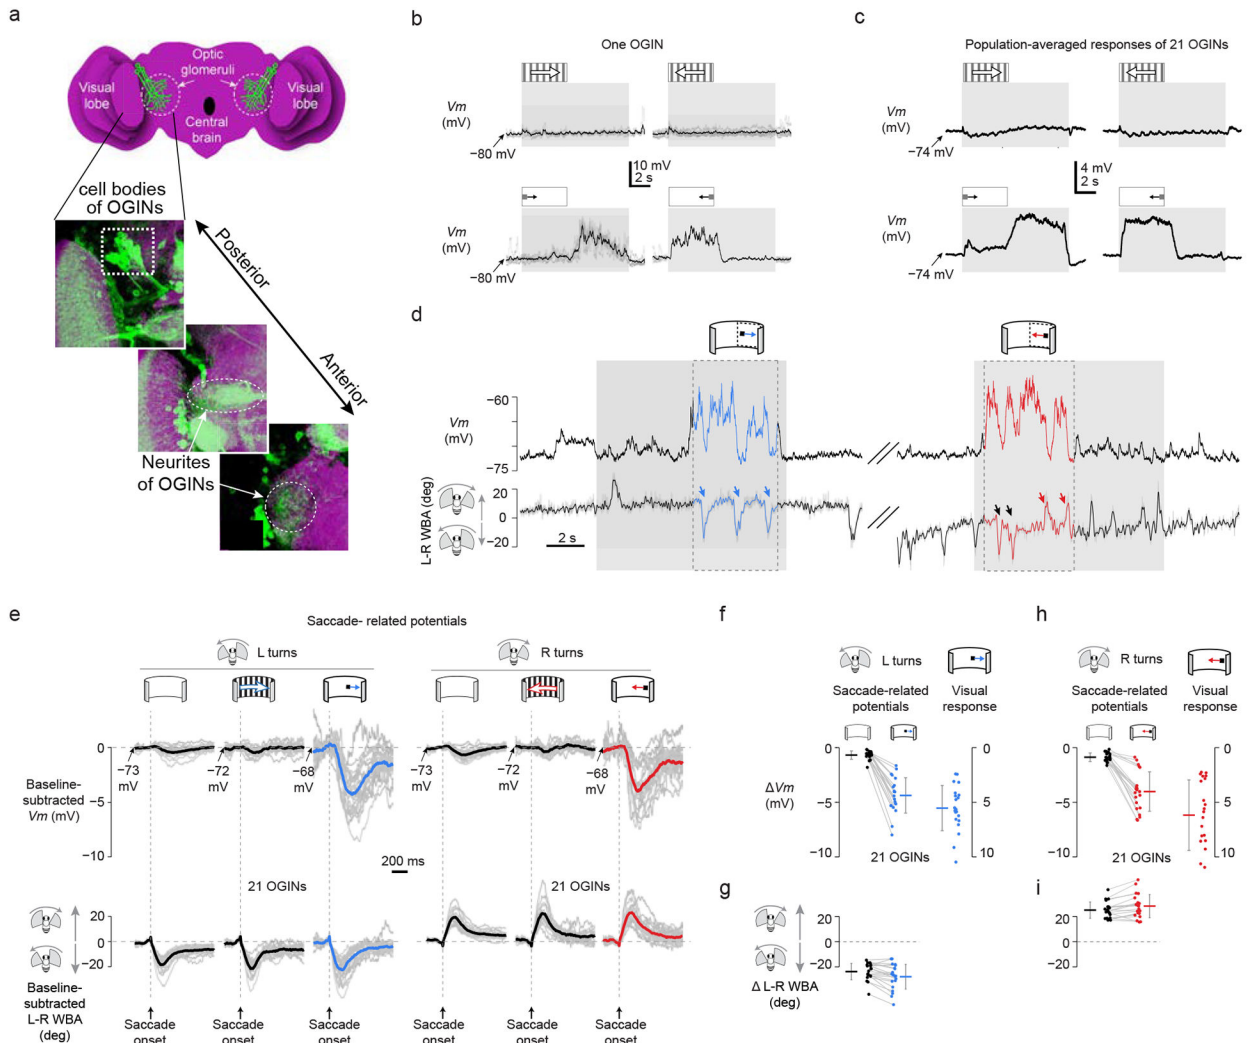 a
Optic
glomeruli
Visual
lobe
Visual
lobe
Central
brain
cell bodies
of OGINs
Posterior
Anterior
Neurites
of OGINs
b
One OGIN
Vm
(mV)
−80 mV
10 mV
2 s
Vm
(mV)
−80 mV
c
Population-averaged responses of 21 OGINs
Vm
(mV)
−74 mV
4 mV
2 s
Vm
(mV)
−74 mV
d
−60
Vm
(mV)
−75
L-R WBA (deg)
20
0
−20
2 s
e
Saccade- related potentials
L turns
R turns
0
−5
−10
Baseline-
subtracted
Vm (mV)
−73
mV
−72
mV
−68
mV
−73
mV
−72
mV
−68
mV
200 ms
21 OGINs
21 OGINs
20
0
−20
Baseline-
subtracted
L-R WBA
(deg)
Saccade
onset
Saccade
onset
Saccade
onset
Saccade
onset
Saccade
onset
Saccade
onset
f
L turns
Saccade-related
potentials
Visual
response
0
−5
−10
ΔVm
(mV)
0
5
10
21 OGINs
g
20
0
−20
Δ L-R WBA
(deg)
h
R turns
Saccade-related
potentials
Visual
response
0
−5
−10
0
5
10
21 OGINs
i
20
0
−20